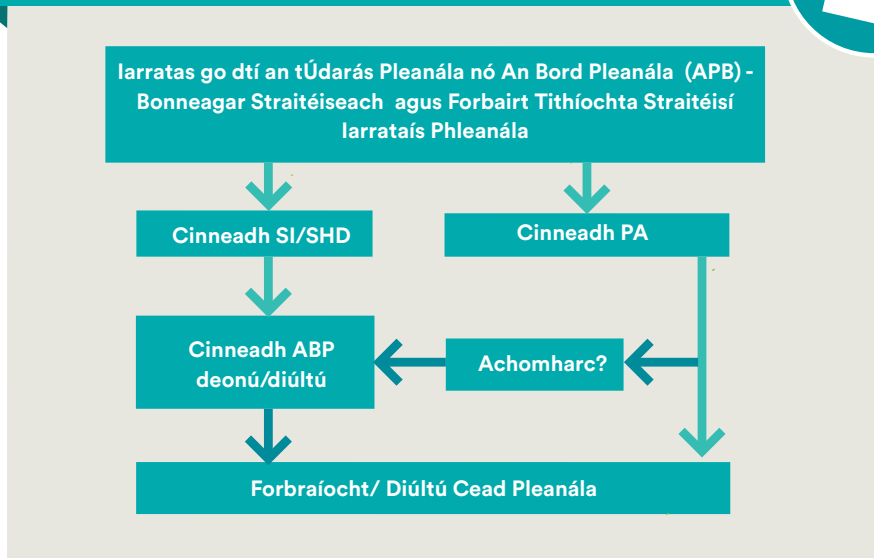 Iarratas go dtí an tÚdarás Pleanála nó An Bord Pleanála (APB) -
Bonneagar Straitéiseach agus Forbairt Tithíochta Straitéisí
Iarrataís Phleanála
Cinneadh SI/SHD
Cinneadh PA
Cinneadh ABP
deonú/diúltú
Achomharc?
Forbraíocht/ Diúltú Cead Pleanála